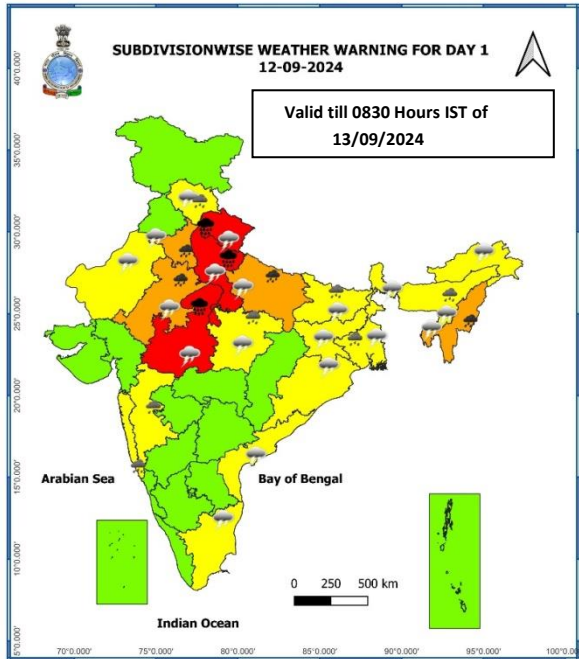 SUBDIVISIONWISE WEATHER WARNING FOR DAY 1
12-09-2024
Valid till 0830 Hours IST of
13/09/2024
40°0.000'
35°0.000'
30°0.000'
25°0.000'
20°0.000'
15°0.000'
10°0.000'
5°0.000'
Arabian Sea
Bay of Bengal
0 250 500 km
Indian Ocean
70°0.000' 75°0.000' 80°0.000' 85°0.000' 90°0.000' 95°0.000' 100°0.000'